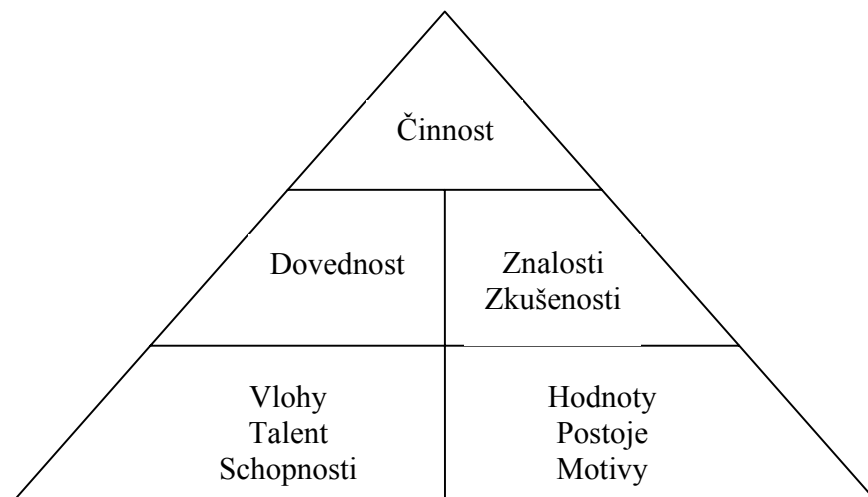 Činnost
Dovednost
Znalosti
Zkušenosti
Vlohy
Talent
Schopnosti
Hodnoty
Postoje
Motivy